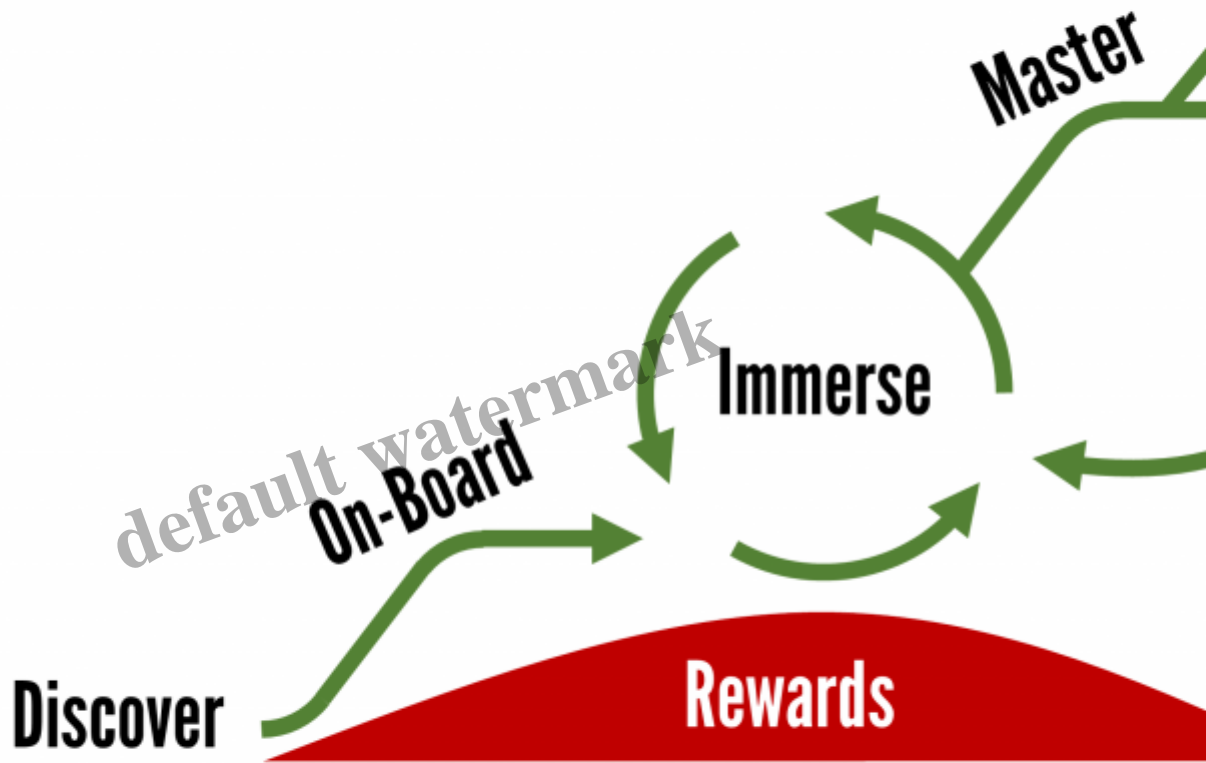 Master
Immerse
default watermark
On-Board
Discover
Rewards